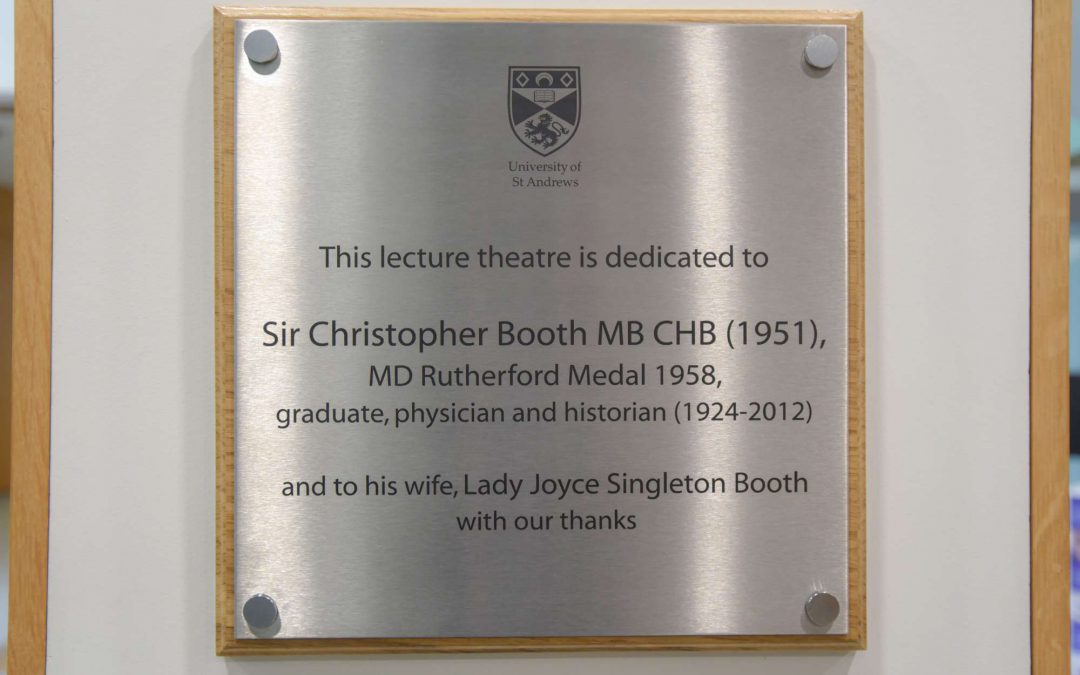 University of
St Andrews
This lecture theatre is dedicated to
Sir Christopher Booth MB CHB (1951),
MD Rutherford Medal 1958,
graduate, physician and historian (1924-2012)
and to his wife, Lady Joyce Singleton Booth
with our thanks